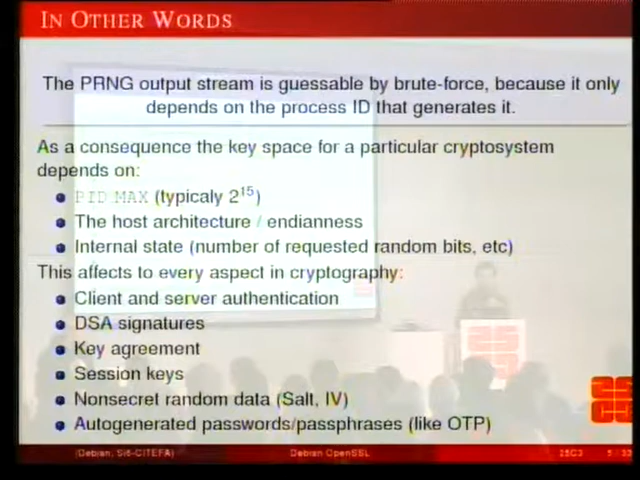 IN OTHER WORDS
The PRNG output stream is guessable by brute-force, because it only
depends on the process ID that generates it.
As a consequence the key space for a particular cryptosystem
depends on:
PID_MAX (typicaly 2^15)
The host architecture / endianness
Internal state (number of requested random bits, etc)
This affects to every aspect in cryptography:
Client and server authentication
DSA signatures
Key agreement
Session keys
Nonsecret random data (Salt, IV)
Autogenerated passwords/passphrases (like OTP)
(Debian, Si6-CITEFA)
Debian OpenSSL
25C3